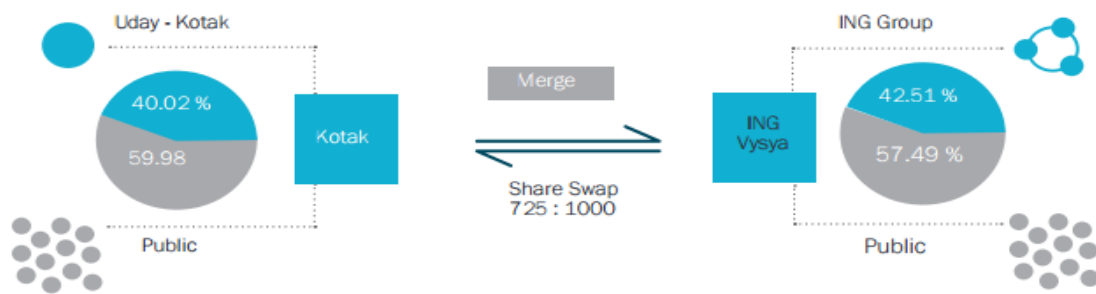 Uday - Kotak
40.02 %
59.98
Kotak
Public
Merge
Share Swap
725 : 1000
ING Group
ING
Vysya
42.51 %
57.49 %
Public